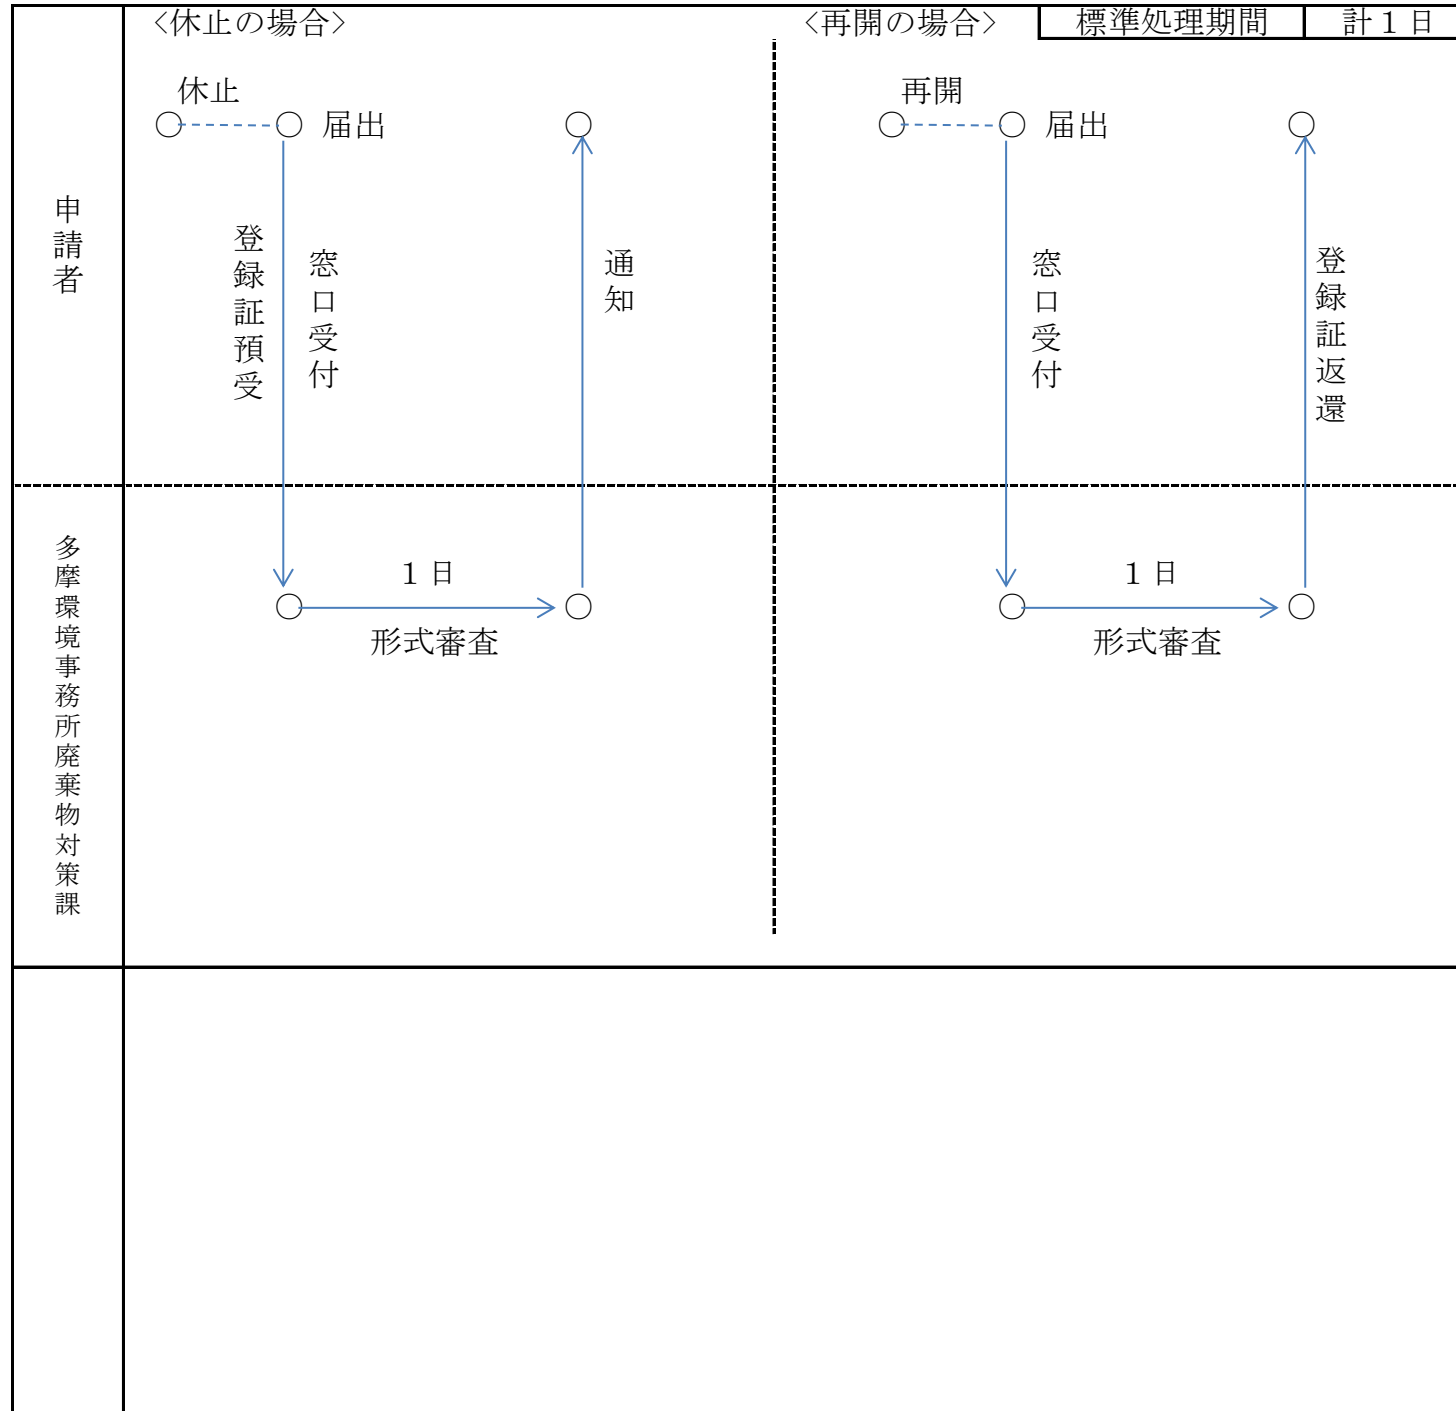 <休止の場合>
<再開の場合>
標準処理期間
計１日
申請者
休止
届出
登録証預受
窓口受付
通知
再開
届出
窓口受付
登録証返還
多摩環境事務所廃棄物対策課
１日
形式審査
１日
形式審査